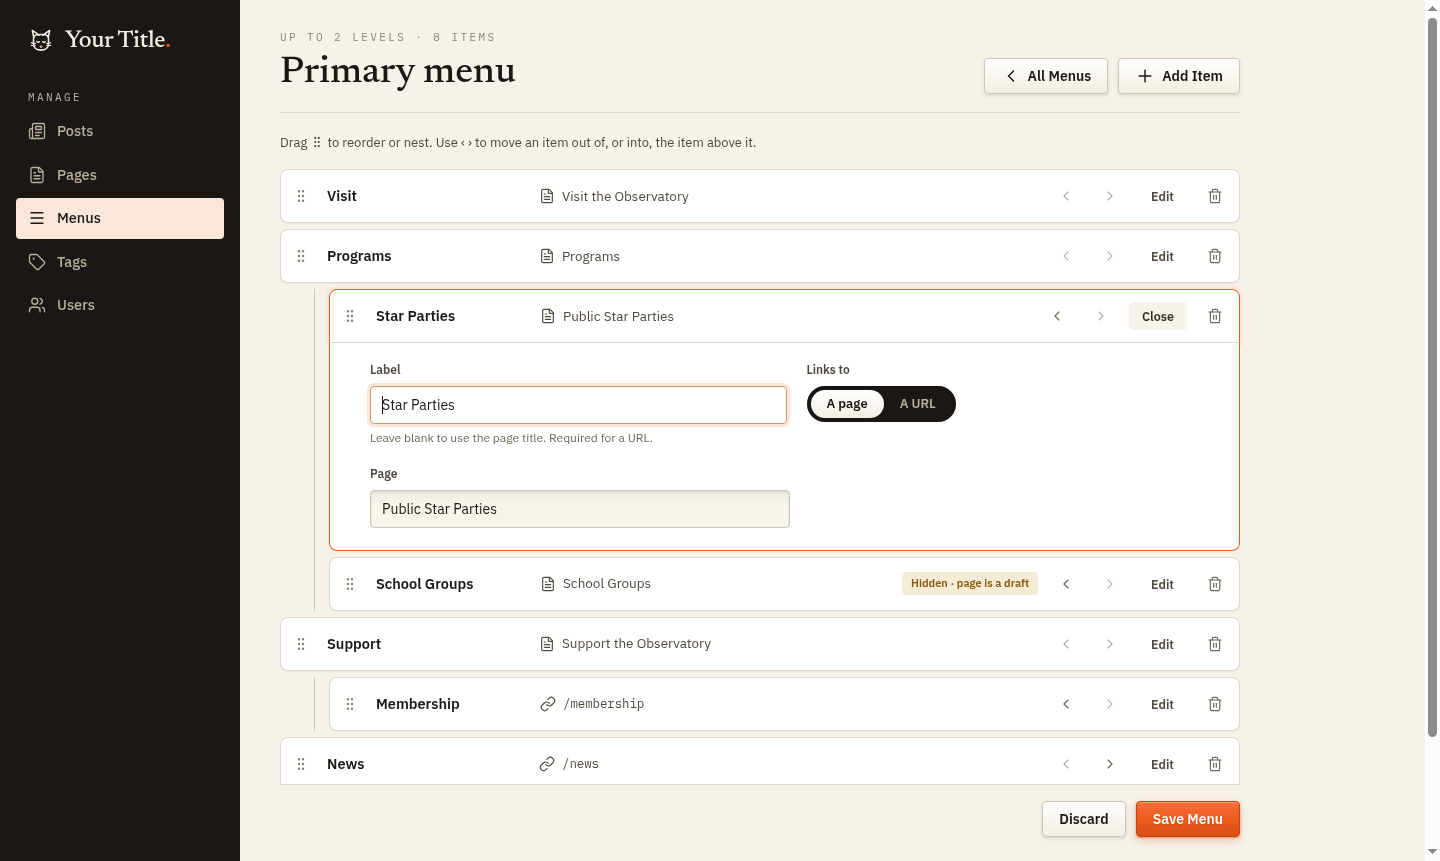 Your Title.
MANAGE
Posts
Pages
Menus
Tags
Users
UP TO 2 LEVELS · 8 ITEMS
Primary menu
All Menus
Add Item
Drag ⠿ to reorder or nest. Use ‹ › to move an item out of, or into, the item above it.
Visit Visit the Observatory Edit
Programs Programs Edit
Star Parties Public Star Parties Close
Label Links to
Star Parties A page A URL
Leave blank to use the page title. Required for a URL.
Page
Public Star Parties
School Groups School Groups Hidden · page is a draft Edit
Support Support the Observatory Edit
Membership /membership Edit
News /news Edit
Discard Save Menu